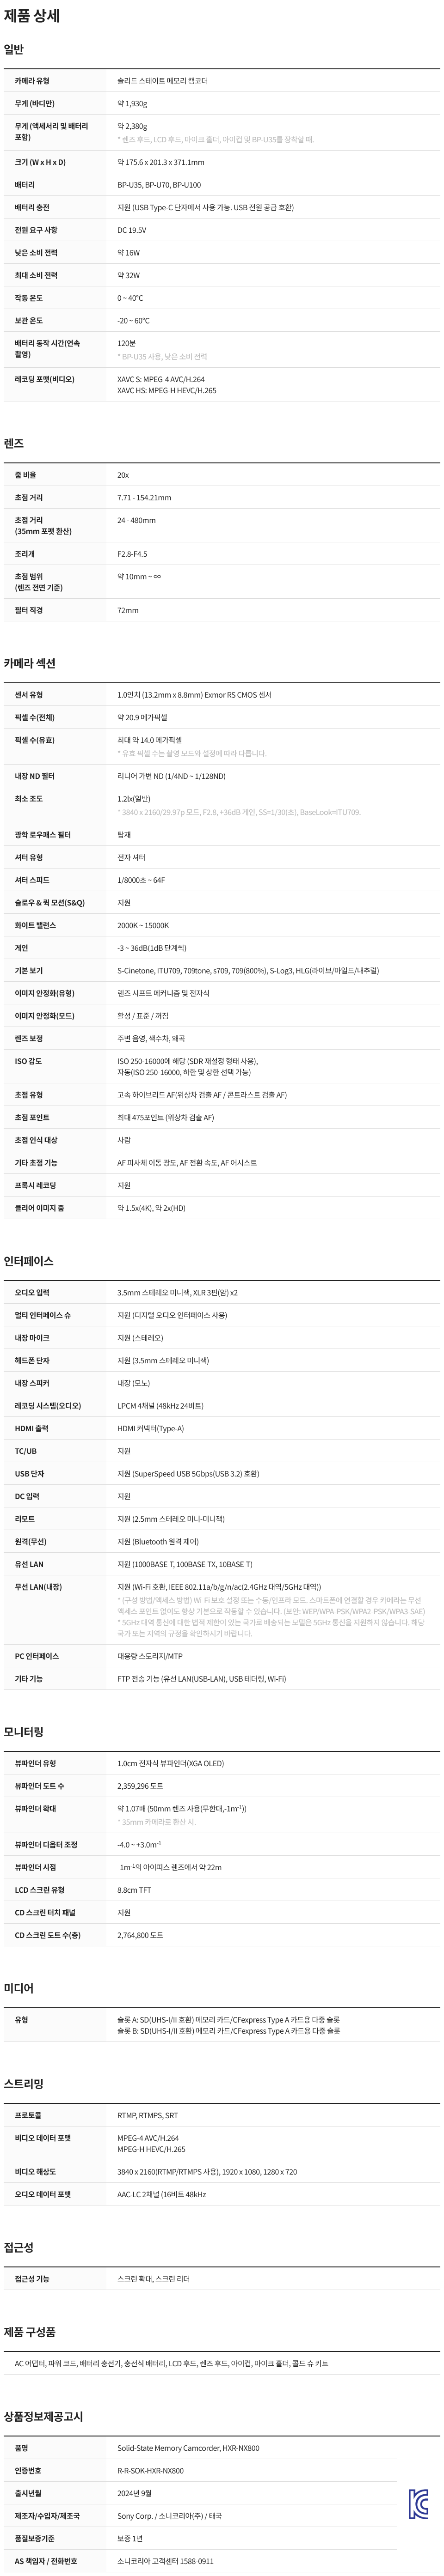 제품 상세
일반
카메라 유형 솔리드 스테이트 메모리 캠코더
무게 (바디만) 약 1,930g
무게 (액세서리 및 배터리 약 2,380g
포함) * 렌즈 후드, LCD 후드, 마이크 홀더, 아이컵 및 BP-U35를 장착할 때.
크기 (W x H x D) 약 175.6 x 201.3 x 371.1mm
배터리 BP-U35, BP-U70, BP-U100
배터리 충전 지원 (USB Type-C 단자에서 사용 가능. USB 전원 공급 호환)
전원 요구 사항 DC 19.5V
낮은 소비 전력 약 16W
최대 소비 전력 약 32W
작동 온도 0 ~ 40°C
보관 온도 -20 ~ 60°C
배터리 동작 시간(연속 120분
촬영) * BP-U35 사용, 낮은 소비 전력
레코딩 포맷(비디오) XAVC S: MPEG-4 AVC/H.264
XAVC HS: MPEG-H HEVC/H.265
렌즈
줌 비율 20x
초점 거리 7.71 - 154.21mm
초점 거리 24 - 480mm
(35mm 포맷 환산)
조리개 F2.8-F4.5
초점 범위 약 10mm ~ ∞
(렌즈 전면 기준)
필터 직경 72mm
카메라 섹션
센서 유형 1.0인치 (13.2mm x 8.8mm) Exmor RS CMOS 센서
픽셀 수(전체) 약 20.9 메가픽셀
픽셀 수(유효) 최대 약 14.0 메가픽셀
* 유효 픽셀 수는 촬영 모드와 설정에 따라 다릅니다.
내장 ND 필터 리니어 가변 ND (1/4ND ~ 1/128ND)
최소 조도 1.2lx(일반)
* 3840 x 2160/29.97p 모드, F2.8, +36dB 게인, SS=1/30(초), BaseLook=ITU709.
광학 로우패스 필터 탑재
셔터 유형 전자 셔터
셔터 스피드 1/8000초 ~ 64F
슬로우 & 퀵 모션(S&Q) 지원
화이트 밸런스 2000K ~ 15000K
게인 -3 ~ 36dB(1dB 단계씩)
기본 보기 S-Cinetone, ITU709, 709tone, s709, 709(800%), S-Log3, HLG(라이브/마일드/내추럴)
이미지 안정화(유형) 렌즈 시프트 메커니즘 및 전자식
이미지 안정화(모드) 활성 / 표준 / 꺼짐
렌즈 보정 주변 음영, 색수차, 왜곡
ISO 감도 ISO 250-16000에 해당 (SDR 재설정 형태 사용),
자동(ISO 250-16000, 하한 및 상한 선택 가능)
초점 유형 고속 하이브리드 AF(위상차 검출 AF / 콘트라스트 검출 AF)
초점 포인트 최대 475포인트 (위상차 검출 AF)
초점 인식 대상 사람
기타 초점 기능 AF 피사체 이동 광도, AF 전환 속도, AF 어시스트
프록시 레코딩 지원
클리어 이미지 줌 약 1.5x(4K), 약 2x(HD)
인터페이스
오디오 입력 3.5mm 스테레오 미니잭, XLR 3핀(암) x2
멀티 인터페이스 슈 지원 (디지털 오디오 인터페이스 사용)
내장 마이크 지원 (스테레오)
헤드폰 단자 지원 (3.5mm 스테레오 미니잭)
내장 스피커 내장 (모노)
레코딩 시스템(오디오) LPCM 4채널 (48kHz 24비트)
HDMI 출력 HDMI 커넥터(Type-A)
TC/UB 지원
USB 단자 지원 (SuperSpeed USB 5Gbps(USB 3.2) 호환)
DC 입력 지원
리모트 지원 (2.5mm 스테레오 미니-미니잭)
원격(무선) 지원 (Bluetooth 원격 제어)
유선 LAN 지원 (1000BASE-T, 100BASE-TX, 10BASE-T)
무선 LAN(내장) 지원 (Wi-Fi 호환, IEEE 802.11a/b/g/n/ac(2.4GHz 대역/5GHz 대역))
* (구성 방법/액세스 방법) Wi-Fi 보호 설정 또는 수동/인프라 모드. 스마트폰에 연결할 경우 카메라는 무선
액세스 포인트 없이도 항상 기본으로 작동할 수 있습니다. (보안: WEP/WPA-PSK/WPA2-PSK/WPA3-SAE)
* 5GHz 대역 통신에 대한 법적 제한이 있는 국가로 배송되는 모델은 5GHz 통신을 지원하지 않습니다. 해당
국가 또는 지역의 규정을 확인하시기 바랍니다.
PC 인터페이스 대용량 스토리지/MTP
기타 기능 FTP 전송 기능 (유선 LAN(USB-LAN), USB 테더링, Wi-Fi)
모니터링
뷰파인더 유형 1.0cm 전자식 뷰파인더(XGA OLED)
뷰파인더 도트 수 2,359,296 도트
뷰파인더 확대 약 1.07배 (50mm 렌즈 사용(무한대,-1m⁻¹))
* 35mm 카메라로 환산 시.
뷰파인더 디옵터 조정 -4.0 ~ +3.0m⁻¹
뷰파인더 시점 -1m⁻¹의 아이피스 렌즈에서 약 22m
LCD 스크린 유형 8.8cm TFT
CD 스크린 터치 패널 지원
CD 스크린 도트 수(총) 2,764,800 도트
미디어
유형 슬롯 A: SD(UHS-I/II 호환) 메모리 카드/CFexpress Type A 카드용 다중 슬롯
슬롯 B: SD(UHS-I/II 호환) 메모리 카드/CFexpress Type A 카드용 다중 슬롯
스트리밍
프로토콜 RTMP, RTMPS, SRT
비디오 데이터 포맷 MPEG-4 AVC/H.264
MPEG-H HEVC/H.265
비디오 해상도 3840 x 2160(RTMP/RTMPS 사용), 1920 x 1080, 1280 x 720
오디오 데이터 포맷 AAC-LC 2채널 (16비트 48kHz
접근성
접근성 기능 스크린 확대, 스크린 리더
제품 구성품
AC 어댑터, 파워 코드, 배터리 충전기, 충전식 배터리, LCD 후드, 렌즈 후드, 아이컵, 마이크 홀더, 콜드 슈 키트
상품정보제공고시
품명 Solid-State Memory Camcorder, HXR-NX800
인증번호 R-R-SOK-HXR-NX800
출시년월 2024년 9월
제조자/수입자/제조국 Sony Corp. / 소니코리아(주) / 태국
품질보증기준 보증 1년
AS 책임자 / 전화번호 소니코리아 고객센터 1588-0911